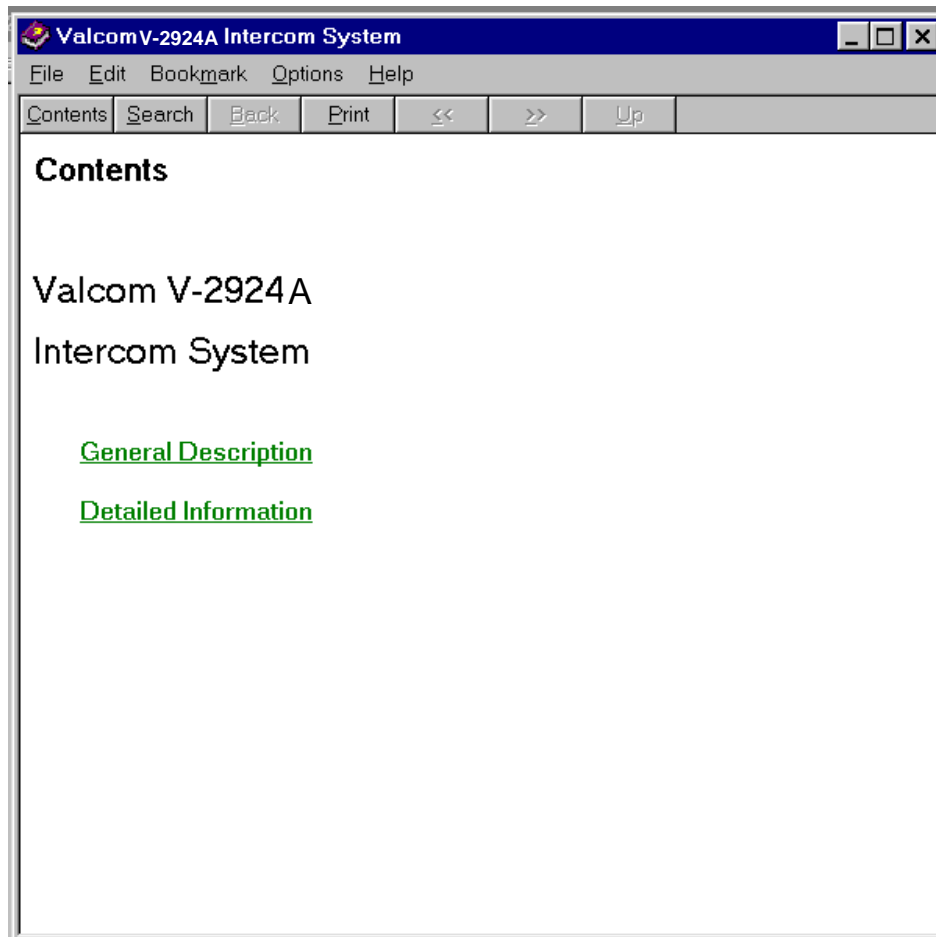 Valcom V-2924A Intercom System
File Edit Bookmark Options Help
Contents Search Back Print << >> Up
Contents
Valcom V-2924A
Intercom System
General Description
Detailed Information